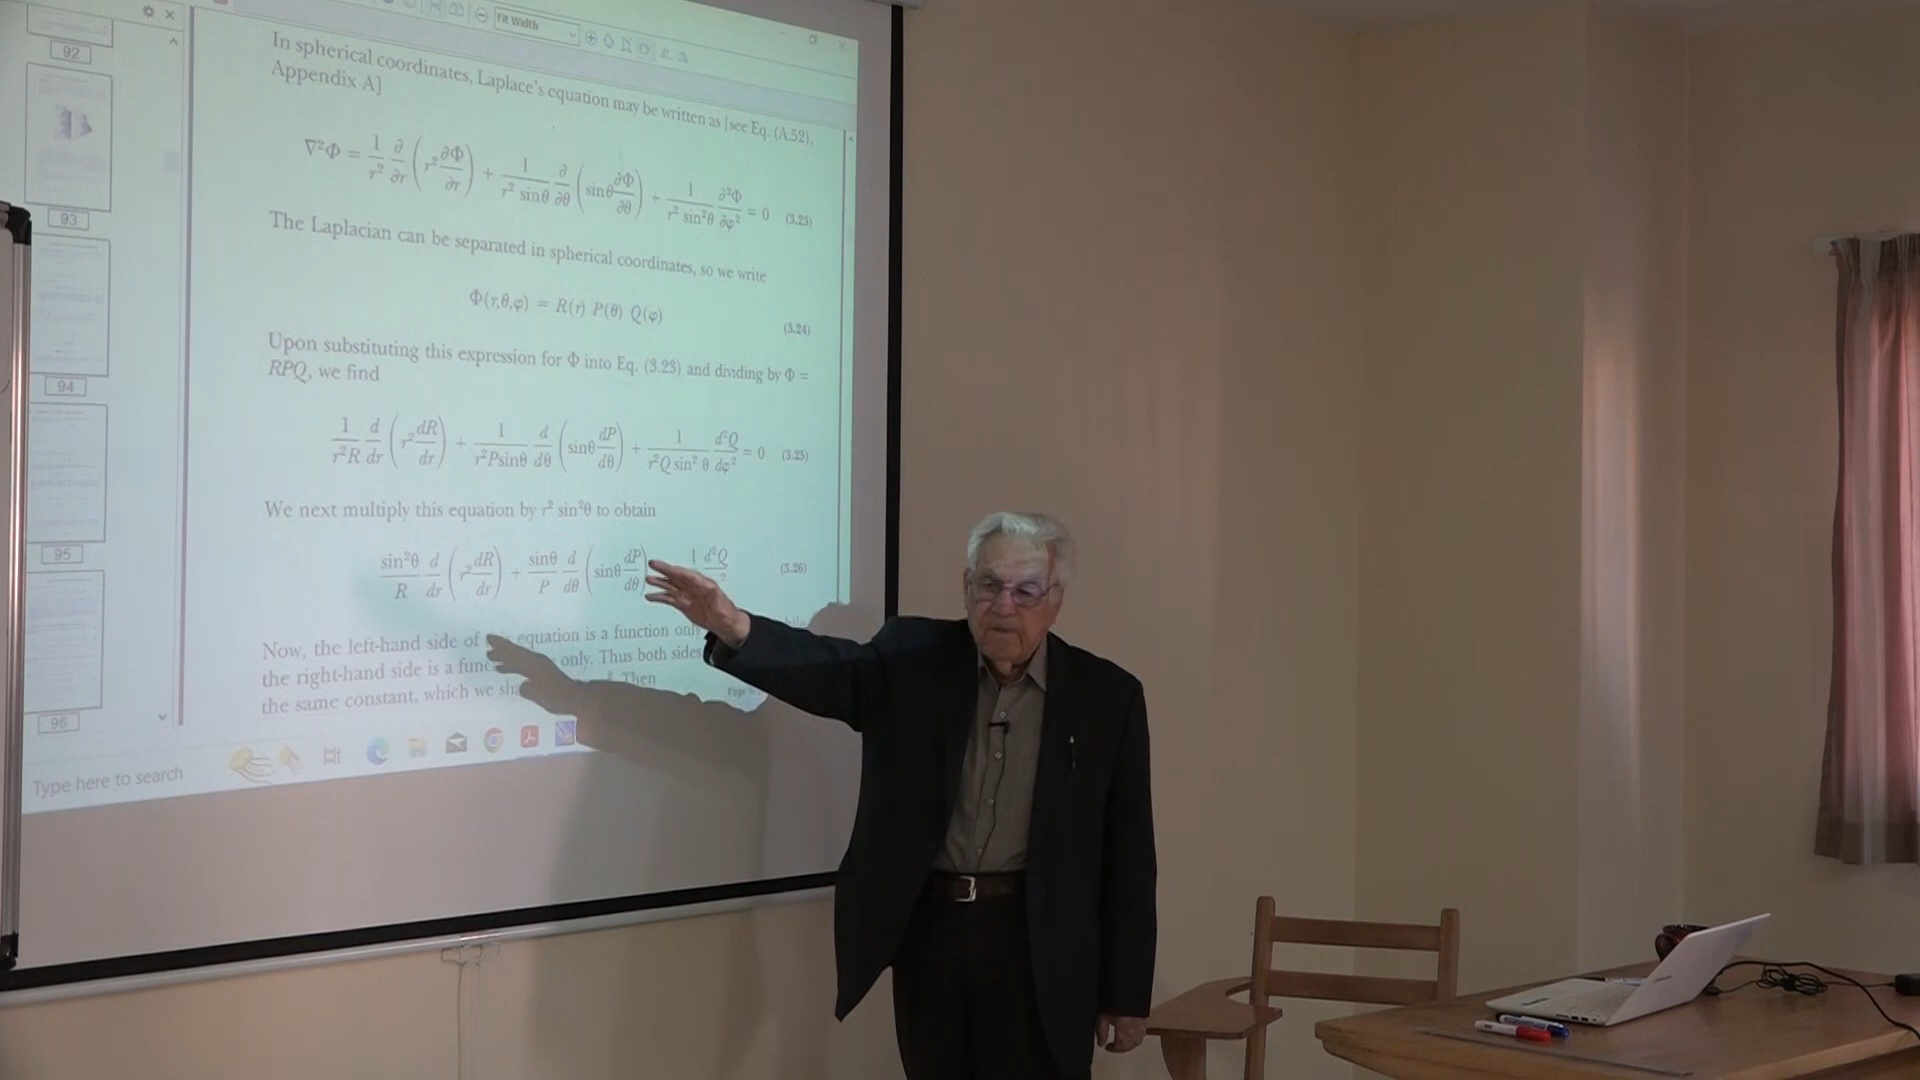 92
Fit Width
In spherical coordinates, Laplace's equation may be written as [see Eq. (A.52),
Appendix A]
∇²Φ = 1/r² ∂/∂r (r² ∂Φ/∂r) + 1/(r² sinθ) ∂/∂θ (sinθ ∂Φ/∂θ) + 1/(r² sin²θ) ∂²Φ/∂φ² = 0 (3.23)
93
The Laplacian can be separated in spherical coordinates, so we write
Φ(r,θ,φ) = R(r) P(θ) Q(φ)
(3.24)
Upon substituting this expression for Φ into Eq. (3.23) and dividing by Φ =
RPQ, we find
94
1/(r²R) d/dr (r² dR/dr) + 1/(r²Psinθ) d/dθ (sinθ dP/dθ) + 1/(r²Q sin² θ) d²Q/dφ² = 0 (3.25)
We next multiply this equation by r² sin²θ to obtain
95
sin²θ/R d/dr (r² dR/dr) + sinθ/P d/dθ (sinθ dP/dθ) d²Q (3.26)
Now, the left-hand side of equation is a function
the right-hand side is a only. Thus both sides
the same constant, which we Then
96
Page
Type here to search